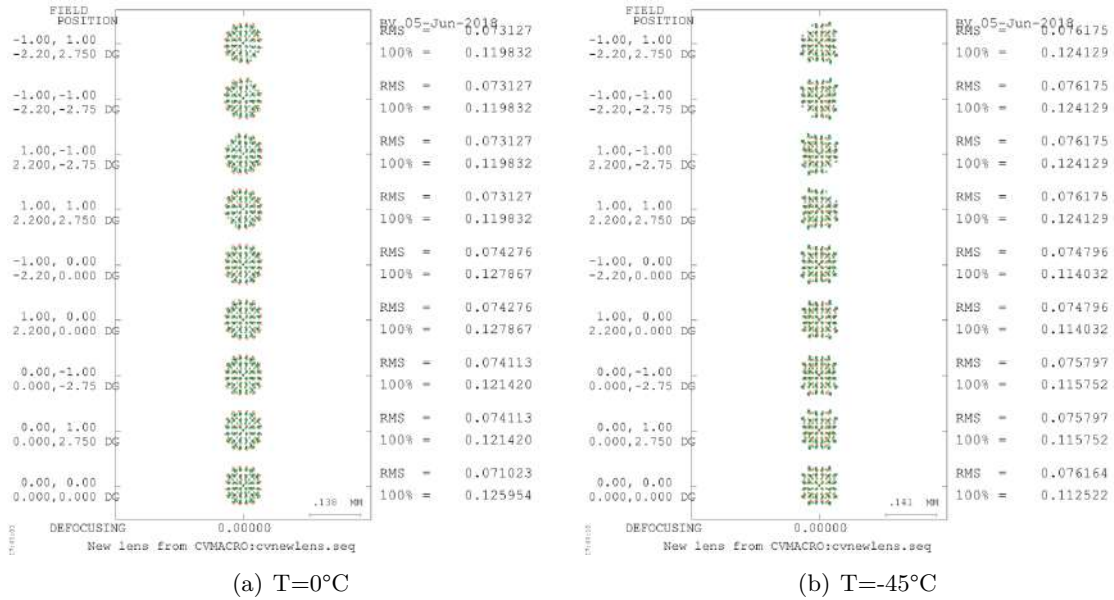 FIELD
POSITION
BV 05-Jun-2018
-1.00, 1.00
-2.20,2.750 DG
RMS = 0.073127
100% = 0.119832
-1.00,-1.00
-2.20,-2.75 DG
RMS = 0.073127
100% = 0.119832
1.00,-1.00
2.200,-2.75 DG
RMS = 0.073127
100% = 0.119832
1.00, 1.00
2.200,2.750 DG
RMS = 0.073127
100% = 0.119832
-1.00, 0.00
-2.20,0.000 DG
RMS = 0.074276
100% = 0.127867
1.00, 0.00
2.200,0.000 DG
RMS = 0.074276
100% = 0.127867
0.00,-1.00
0.000,-2.75 DG
RMS = 0.074113
100% = 0.121420
0.00, 1.00
0.000,2.750 DG
RMS = 0.074113
100% = 0.121420
0.00, 0.00
0.000,0.000 DG
RMS = 0.071023
100% = 0.125954
.138 MM
DEFOCUSING 0.00000
New lens from CVMACRO:cvnewlens.seq
(a) T=0°C
FIELD
POSITION
BV 05-Jun-2018
-1.00, 1.00
-2.20,2.750 DG
RMS = 0.076175
100% = 0.124129
-1.00,-1.00
-2.20,-2.75 DG
RMS = 0.076175
100% = 0.124129
1.00,-1.00
2.200,-2.75 DG
RMS = 0.076175
100% = 0.124129
1.00, 1.00
2.200,2.750 DG
RMS = 0.076175
100% = 0.124129
-1.00, 0.00
-2.20,0.000 DG
RMS = 0.074796
100% = 0.114032
1.00, 0.00
2.200,0.000 DG
RMS = 0.074796
100% = 0.114032
0.00,-1.00
0.000,-2.75 DG
RMS = 0.075797
100% = 0.115752
0.00, 1.00
0.000,2.750 DG
RMS = 0.075797
100% = 0.115752
0.00, 0.00
0.000,0.000 DG
RMS = 0.076164
100% = 0.112522
.141 MM
DEFOCUSING 0.00000
New lens from CVMACRO:cvnewlens.seq
(b) T=-45°C